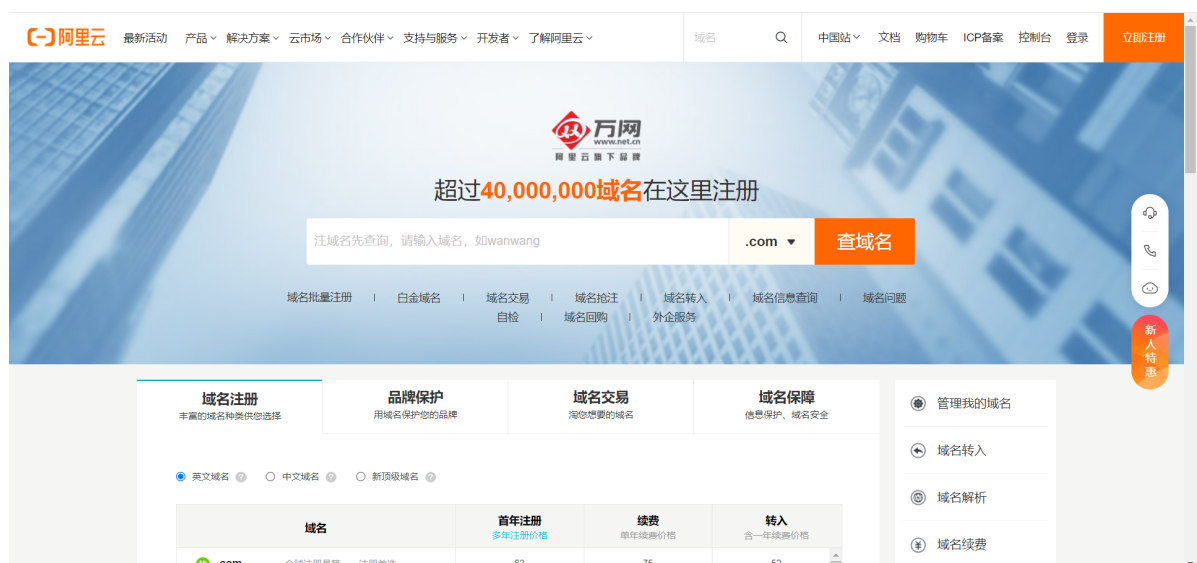 阿里云 最新活动 产品 解决方案 云市场 合作伙伴 支持与服务 开发者 了解阿里云 域名 中国站 文档 购物车 ICP备案 控制台 登录 立即注册
万网
www.net.cn
阿里云旗下品牌
超过40,000,000域名在这里注册
注域名先查询，请输入域名，如wanwang .com 查域名
域名批量注册 | 白金域名 | 域名交易 | 域名抢注 | 域名转入 | 域名信息查询 | 域名问题
自检 | 域名回购 | 外企服务
新人特惠
域名注册 品牌保护 域名交易 域名保障
丰富的域名种类供您选择 用域名保护您的品牌 淘您想要的域名 信息保护、域名安全
管理我的域名
域名转入
英文域名 ? 中文域名 ? 新顶级域名 ?
域名解析
域名 首年注册 续费 转入
多年注册价格 单年续费价格 含一年续费价格
域名续费
.com